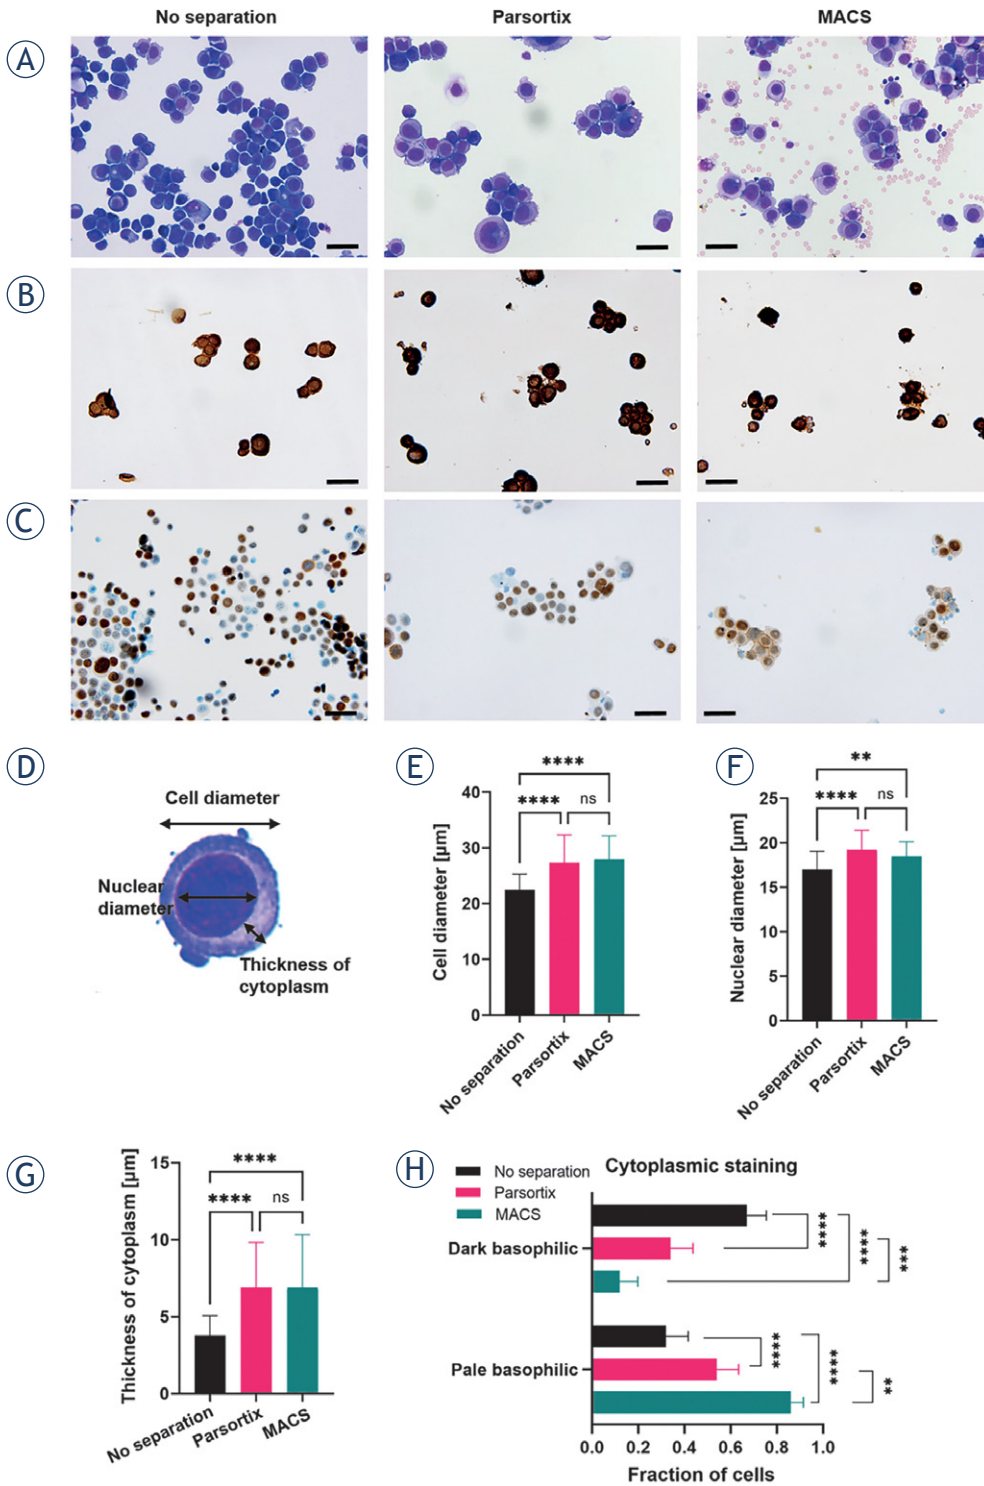 No separation Parsortix MACS
A
B
C
D
Cell diameter
Nuclear
diameter
Thickness of
cytoplasm
E
Cell diameter [µm]
40
30
20
10
0
**** ns ****
No separation
Parsortix
MACS
F
Nuclear diameter [µm]
25
20
15
10
5
0
**** ns **
No separation
Parsortix
MACS
G
Thickness of cytoplasm [µm]
15
10
5
0
**** ns ****
No separation
Parsortix
MACS
H
No separation
Parsortix
MACS
Cytoplasmic staining
Dark basophilic
**** **** ***
Pale basophilic
**** **** **
0.0 0.2 0.4 0.6 0.8 1.0
Fraction of cells